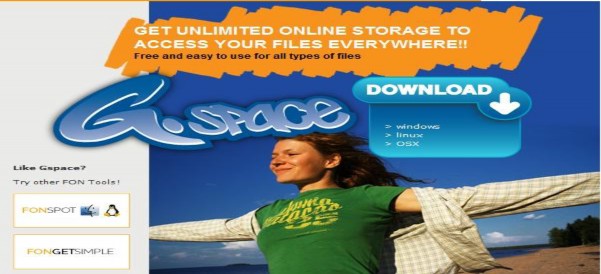 GET UNLIMITED ONLINE STORAGE TO
ACCESS YOUR FILES EVERYWHERE!!
Free and easy to use for all types of files
G.SPACE
DOWNLOAD
> windows
> linux
> OSX
Like Gspace?
Try other FON Tools!
FONSPOT
FONGETSIMPLE
35